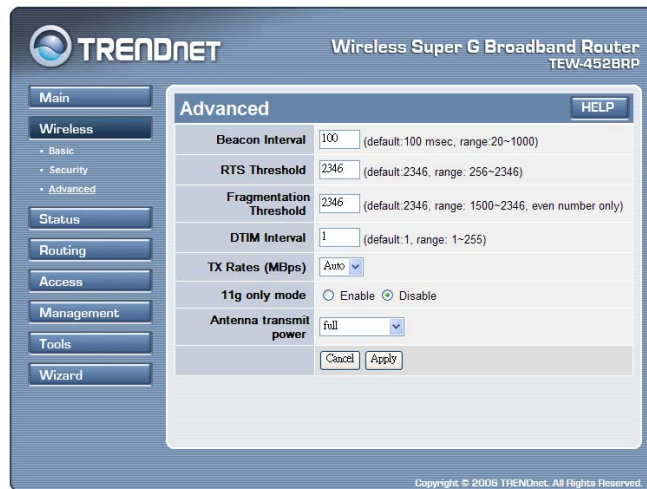 TRENDNET
Wireless Super G Broadband Router
TEW-452BRP
Main
Wireless
• Basic
• Security
• Advanced
Status
Routing
Access
Management
Tools
Wizard
Advanced
HELP
Beacon Interval 100 (default:100 msec, range:20~1000)
RTS Threshold 2346 (default:2346, range: 256~2346)
Fragmentation Threshold 2346 (default:2346, range: 1500~2346, even number only)
DTIM Interval 1 (default:1, range: 1~255)
TX Rates (MBps) Auto
11g only mode Enable Disable
Antenna transmit power full
Cancel Apply
Copyright © 2006 TRENDnet. All Rights Reserved.